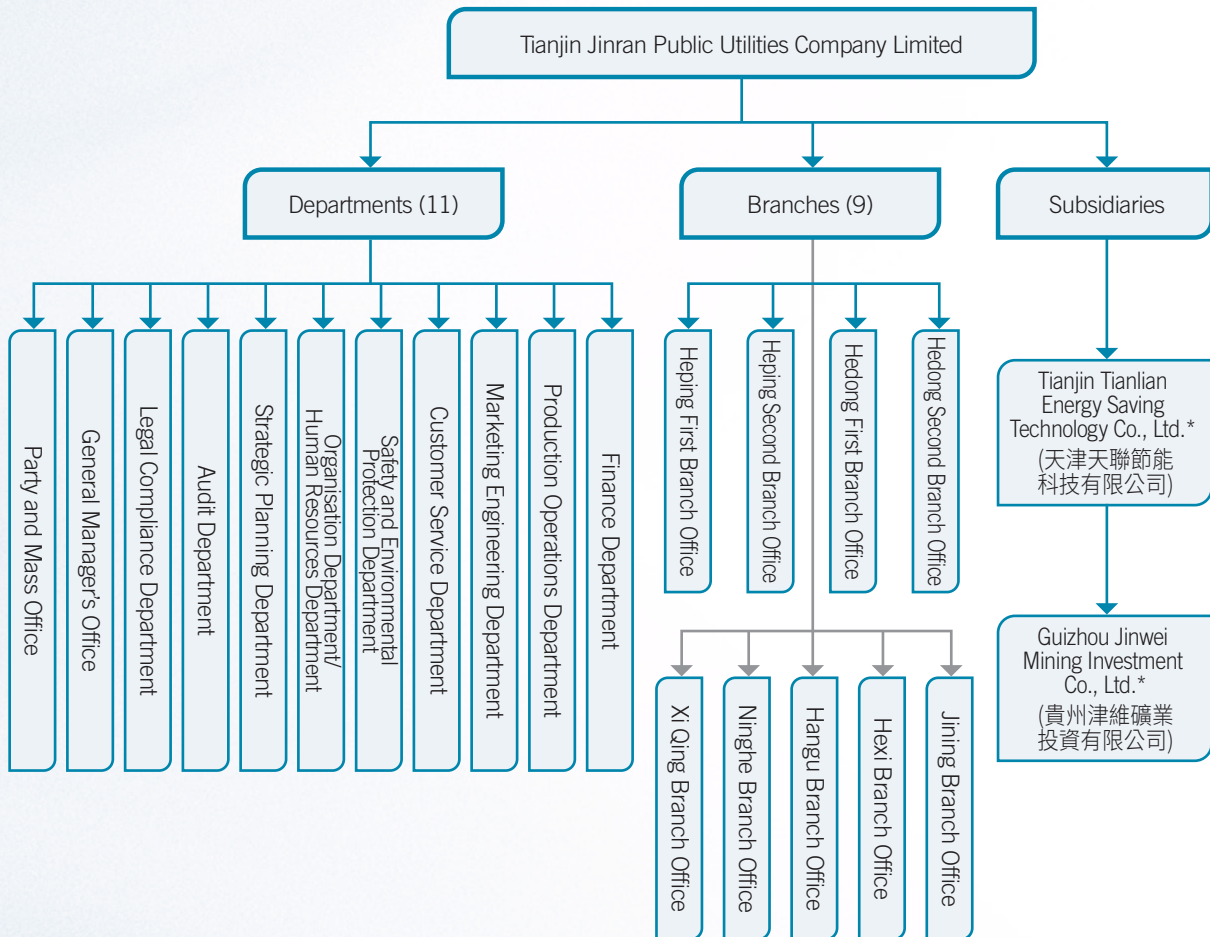 Tianjin Jinran Public Utilities Company Limited
Departments (11)
Branches (9)
Subsidiaries
Party and Mass Office
General Manager's Office
Legal Compliance Department
Audit Department
Strategic Planning Department
Organisation Department/
Human Resources Department
Safety and Environmental
Protection Department
Customer Service Department
Marketing Engineering Department
Production Operations Department
Finance Department
Heping First Branch Office
Heping Second Branch Office
Hedong First Branch Office
Hedong Second Branch Office
Xi Qing Branch Office
Ninghe Branch Office
Hangu Branch Office
Hexi Branch Office
Jining Branch Office
Tianjin Tianlian
Energy Saving
Technology Co., Ltd.*
(天津天聯節能
科技有限公司)
Guizhou Jinwei
Mining Investment
Co., Ltd.*
(貴州津維礦業
投資有限公司)